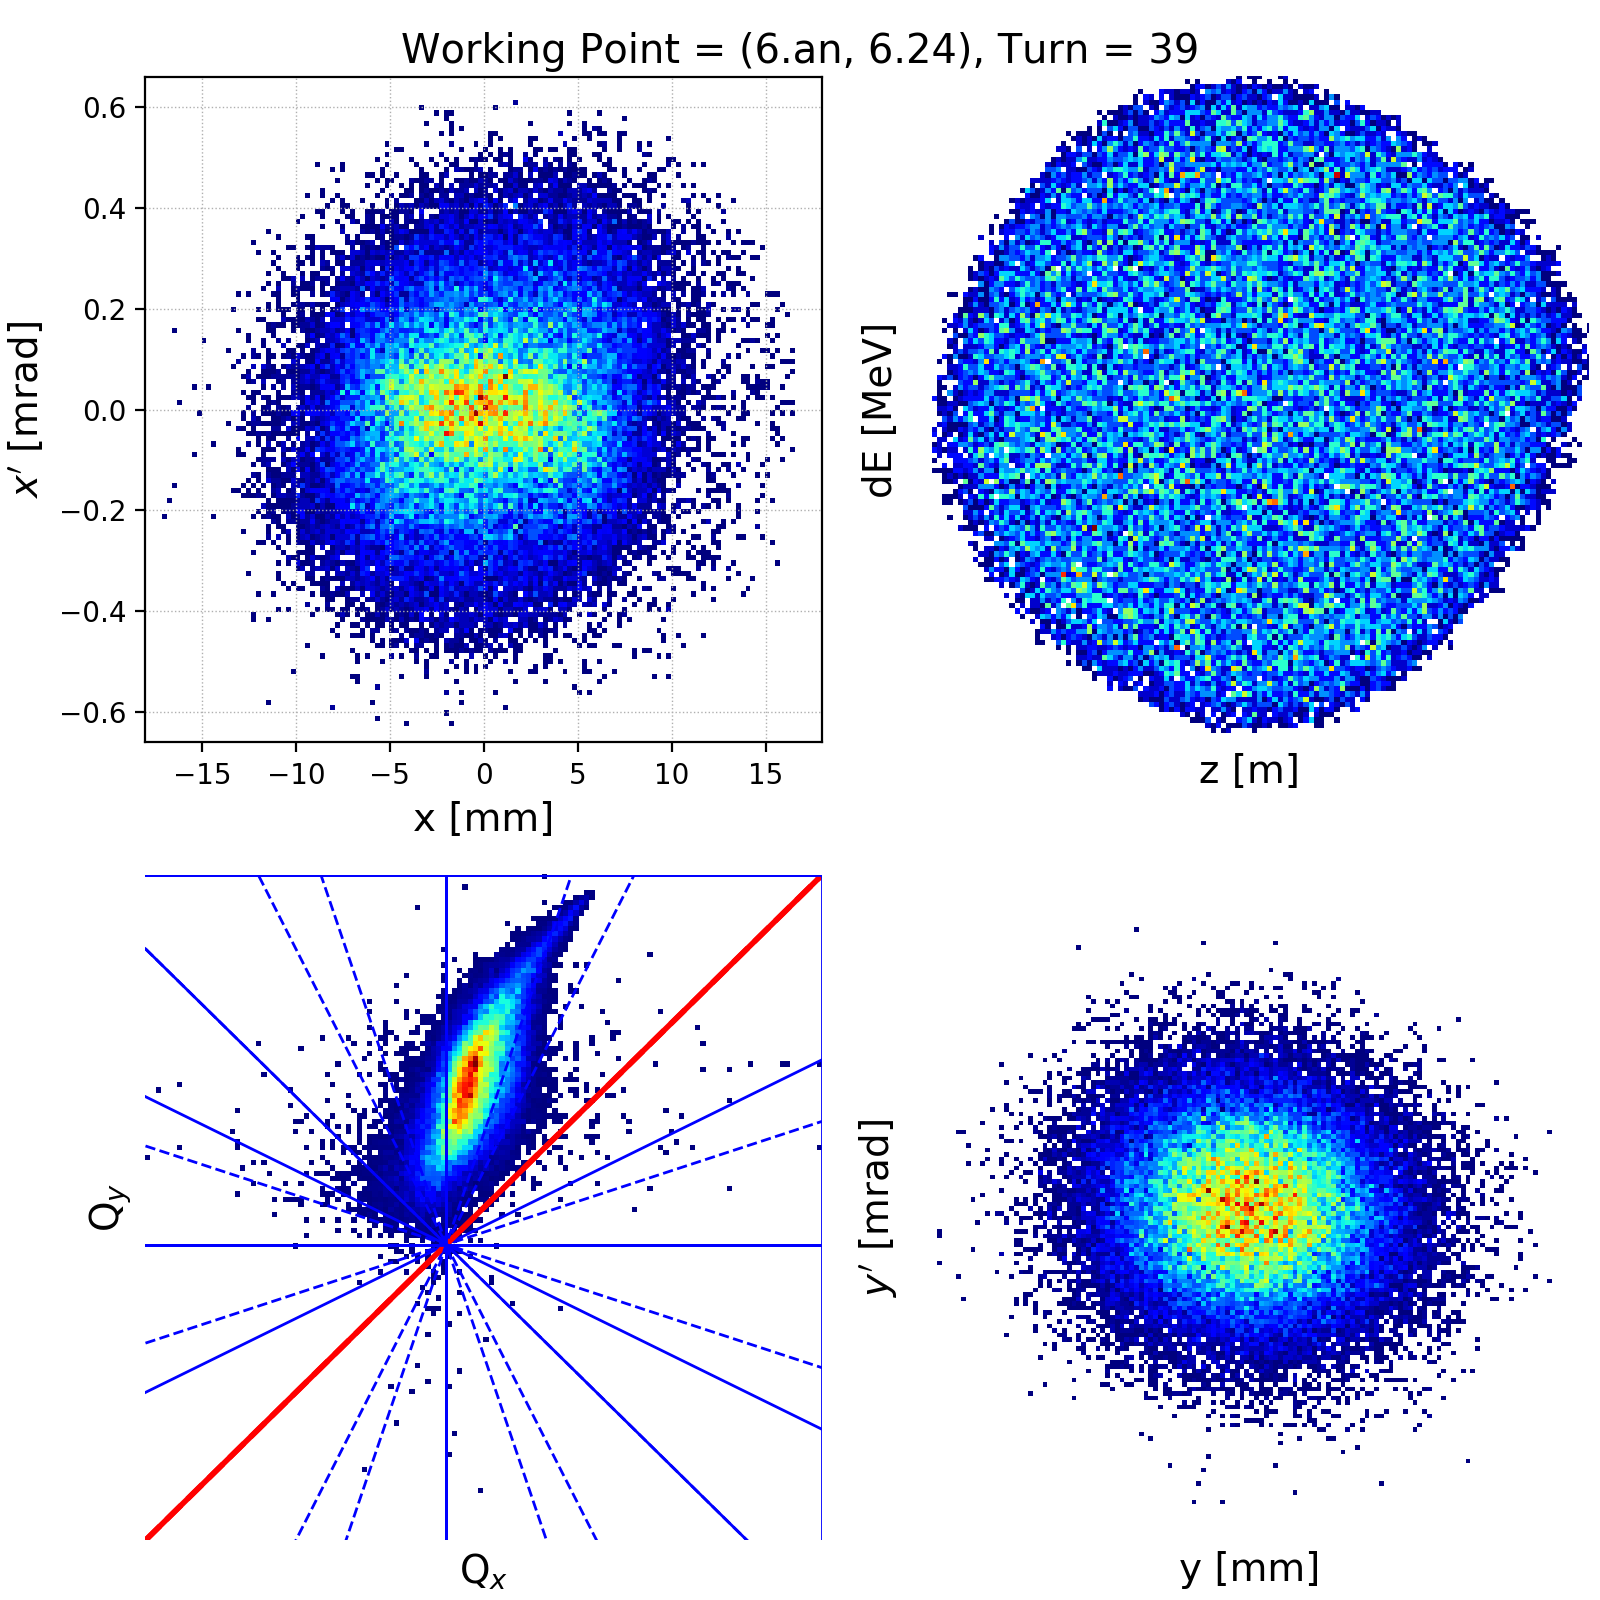 Working Point = (6.an, 6.24), Turn = 39
0.6
0.4
0.2
0.0
−0.2
−0.4
−0.6
x′ [mrad]
−15 −10 −5 0 5 10 15
x [mm]
dE [MeV]
z [m]
Qy
Qx
y′ [mrad]
y [mm]